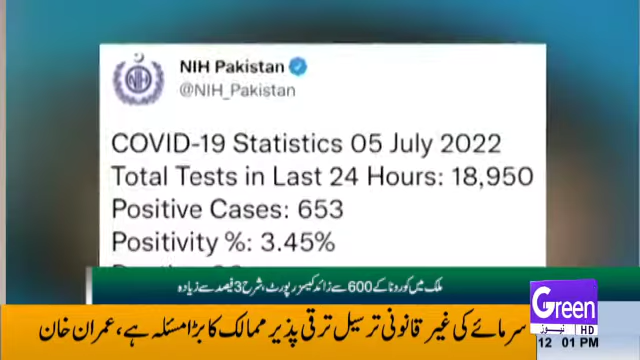 NIH Pakistan
@NIH_Pakistan
COVID-19 Statistics 05 July 2022
Total Tests in Last 24 Hours: 18,950
Positive Cases: 653
Positivity %: 3.45%
ملک میں کورونا کے 600 سے زائد کیسز رپورٹ، شرح 3 فیصد سے زیادہ
سرمائے کی غیر قانونی ترسیل ترقی پذیر ممالک کا بڑا مسئلہ ہے، عمران خان
Green
نیوز HD
12 01 PM